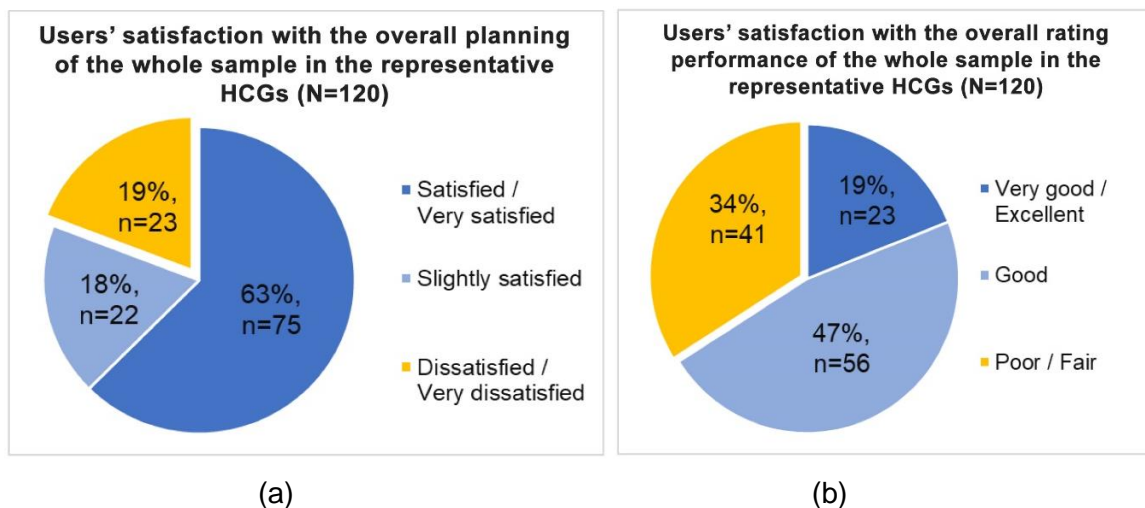 Users’ satisfaction with the overall planning
of the whole sample in the representative
HCGs (N=120)
19%,
n=23
18%,
n=22
63%,
n=75
Satisfied /
Very satisfied
Slightly satisfied
Dissatisfied /
Very dissatisfied
(a)
Users’ satisfaction with the overall rating
performance of the whole sample in the
representative HCGs (N=120)
34%,
n=41
19%,
n=23
47%,
n=56
Very good /
Excellent
Good
Poor / Fair
(b)